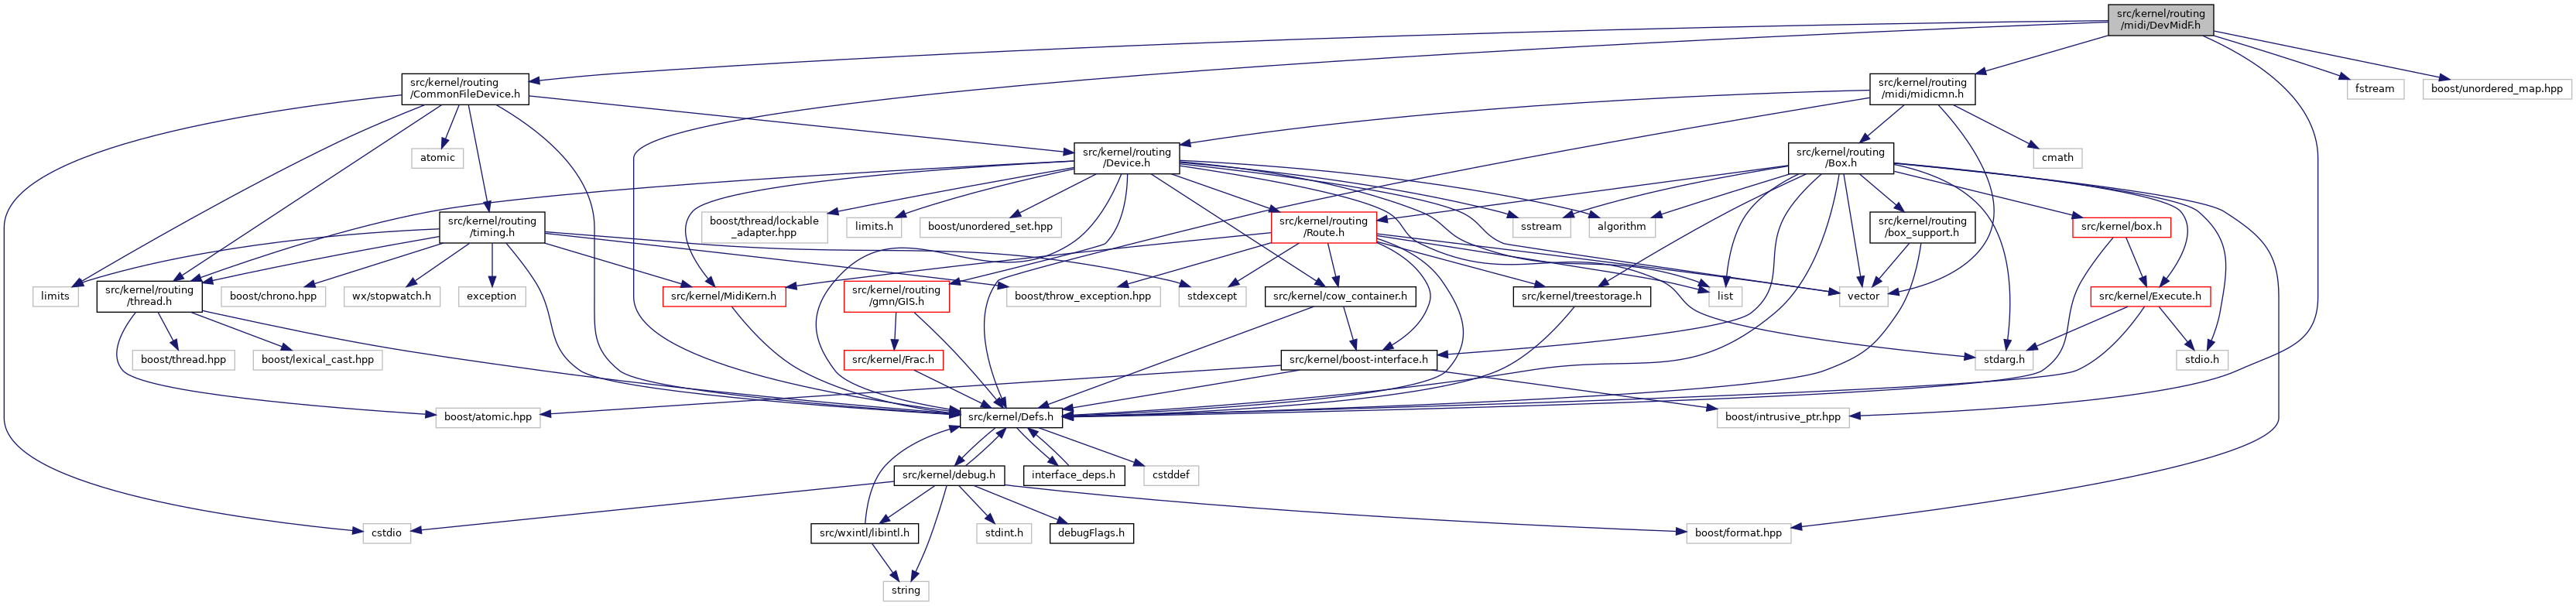 src/kernel/routing
/midi/DevMidF.h
src/kernel/routing
/CommonFileDevice.h
src/kernel/routing
/midi/midicmn.h
fstream
boost/unordered_map.hpp
atomic
src/kernel/routing
/Device.h
src/kernel/routing
/Box.h
cmath
src/kernel/routing
/timing.h
boost/thread/lockable
_adapter.hpp
limits.h
boost/unordered_set.hpp
src/kernel/routing
/Route.h
sstream
algorithm
src/kernel/routing
/box_support.h
src/kernel/box.h
limits
src/kernel/routing
/thread.h
boost/chrono.hpp
wx/stopwatch.h
exception
src/kernel/MidiKern.h
src/kernel/routing
/gmn/GIS.h
boost/throw_exception.hpp
stdexcept
src/kernel/cow_container.h
src/kernel/treestorage.h
list
vector
src/kernel/Execute.h
boost/thread.hpp
boost/lexical_cast.hpp
src/kernel/Frac.h
src/kernel/boost-interface.h
stdarg.h
stdio.h
boost/atomic.hpp
src/kernel/Defs.h
boost/intrusive_ptr.hpp
src/kernel/debug.h
interface_deps.h
cstddef
cstdio
src/wxintl/libintl.h
stdint.h
debugFlags.h
boost/format.hpp
string